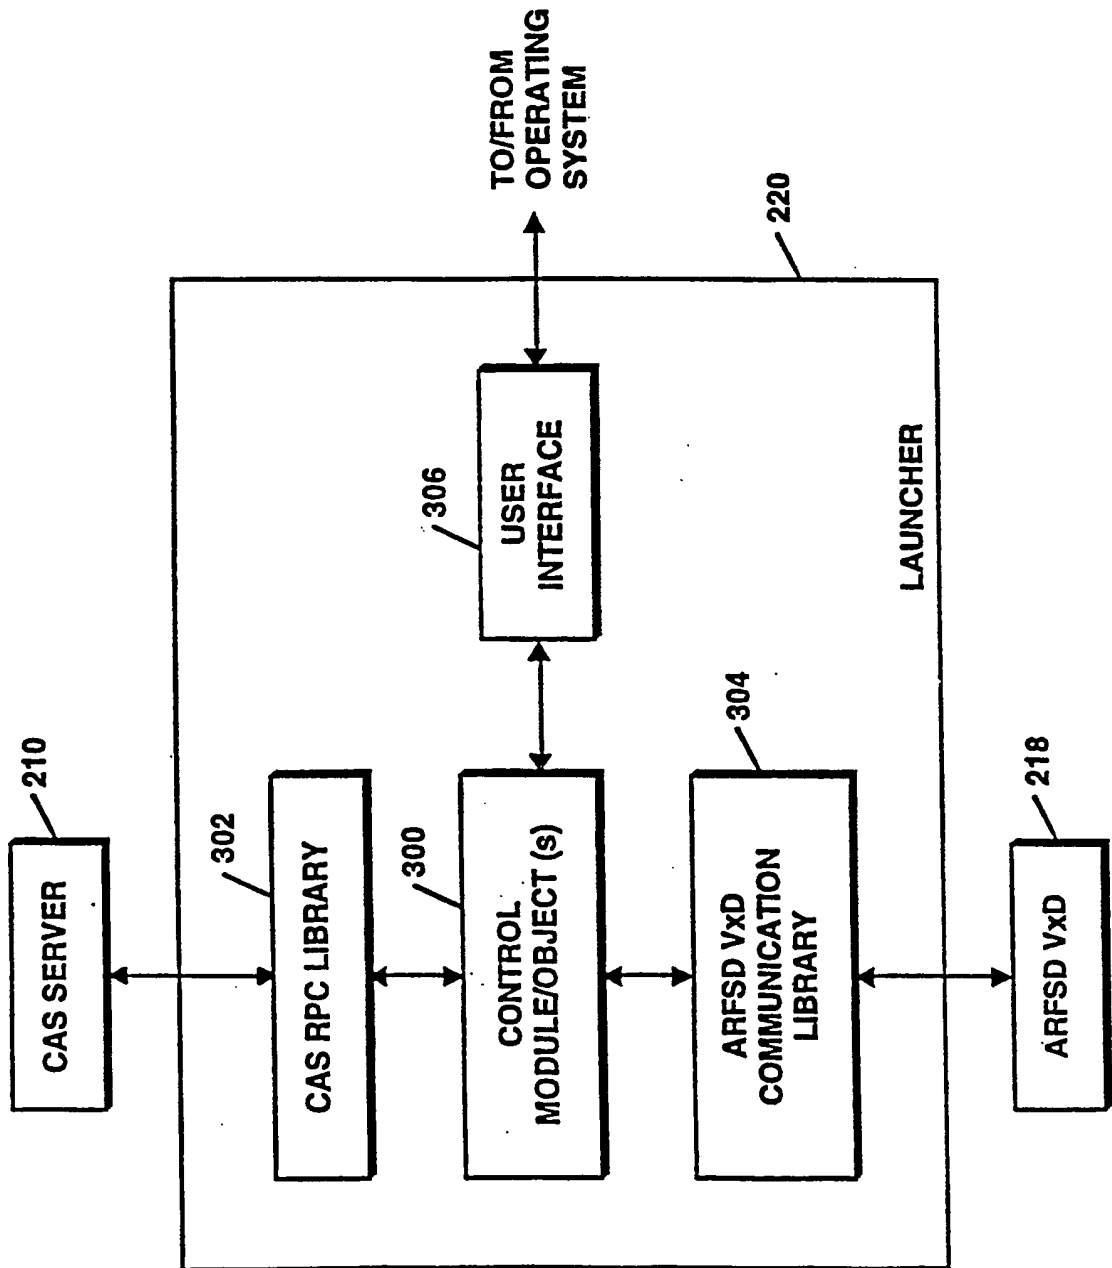 CAS SERVER
210
302
CAS RPC LIBRARY
300
CONTROL
MODULE/OBJECT (s)
304
ARFSD VxD
COMMUNICATION
LIBRARY
306
USER
INTERFACE
TO/FROM
OPERATING
SYSTEM
220
LAUNCHER
218
ARFSD VxD